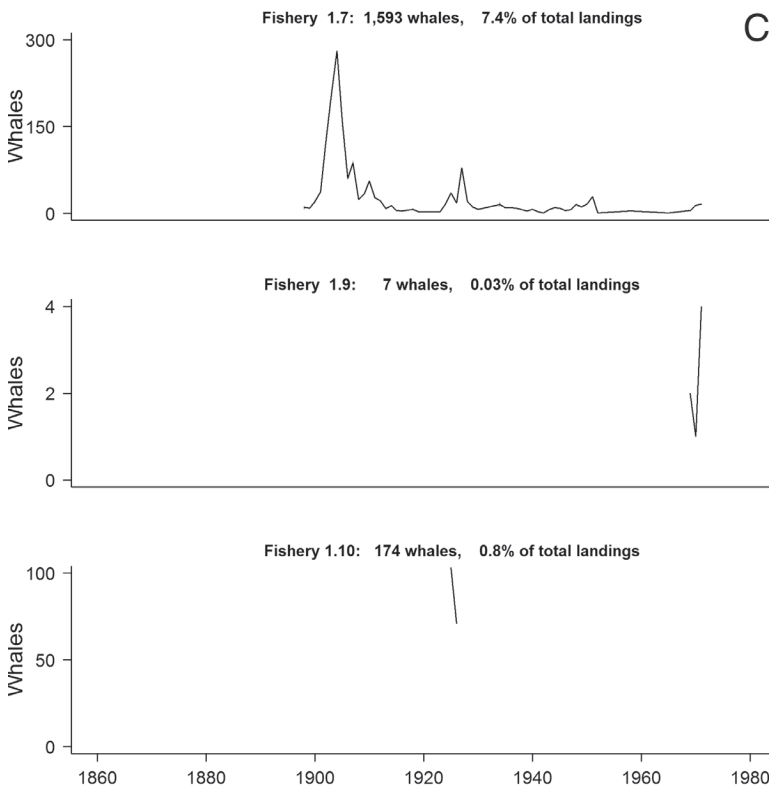 Fishery 1.7: 1,593 whales, 7.4% of total landings
C
300
150
0
Whales
Fishery 1.9: 7 whales, 0.03% of total landings
4
2
0
Whales
Fishery 1.10: 174 whales, 0.8% of total landings
100
50
0
Whales
1860 1880 1900 1920 1940 1960 1980